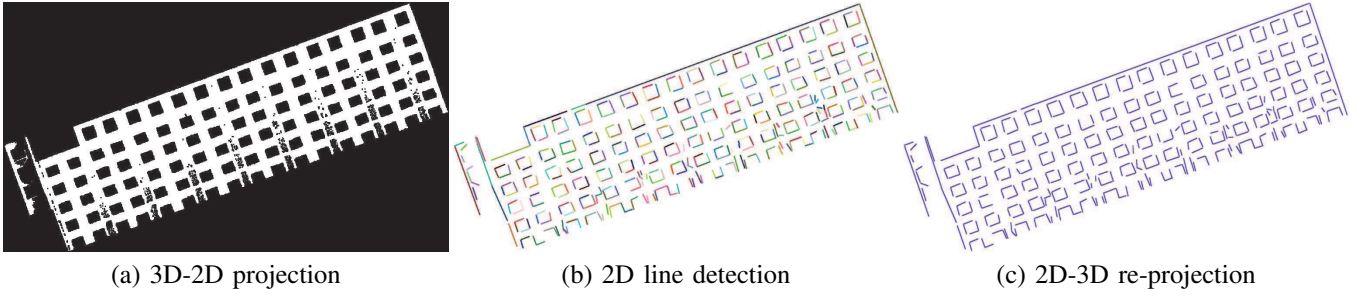 (a) 3D-2D projection
(b) 2D line detection
(c) 2D-3D re-projection